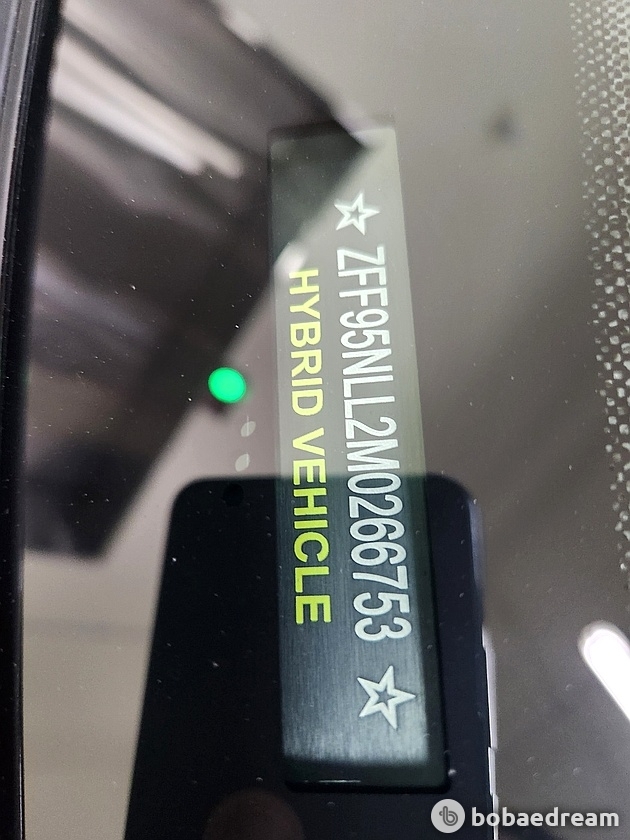 ☆ ZFF95NLL2M0266753 ☆
HYBRID VEHICLE
bobaedream